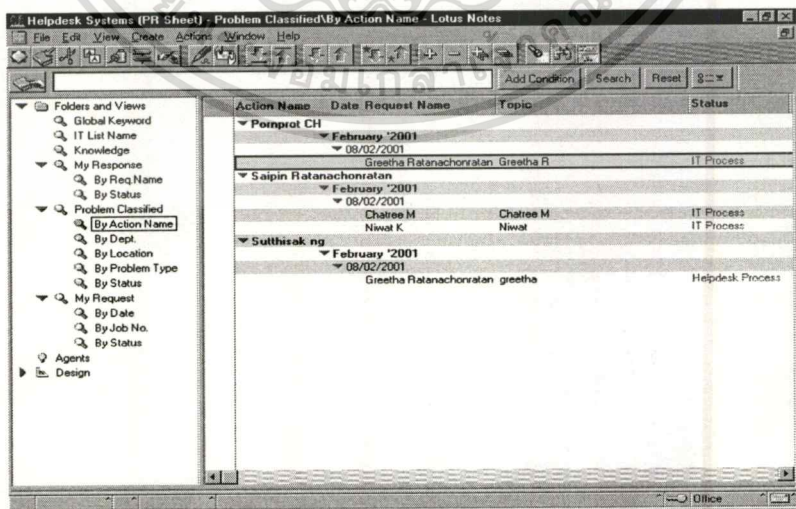 Helpdesk Systems (PR Sheet) - Problem Classified\By Action Name - Lotus Notes
File Edit View Create Actions Window Help
Add Condition Search Reset
Folders and Views
Global Keyword
IT List Name
Knowledge
My Response
By Req.Name
By Status
Problem Classified
By Action Name
By Dept.
By Location
By Problem Type
By Status
My Request
By Date
By Job No.
By Status
Agents
Design
Action Name Date Request Name Topic Status
Pornprot CH
February '2001
08/02/2001
Greetha Ratanachonratan Greetha R IT Process
Saipin Ratanachonratan
February '2001
08/02/2001
Chatree M Chatree M IT Process
Niwat K Niwat IT Process
Sutthisak ng
February '2001
08/02/2001
Greetha Ratanachonratan greetha Helpdesk Process
Office